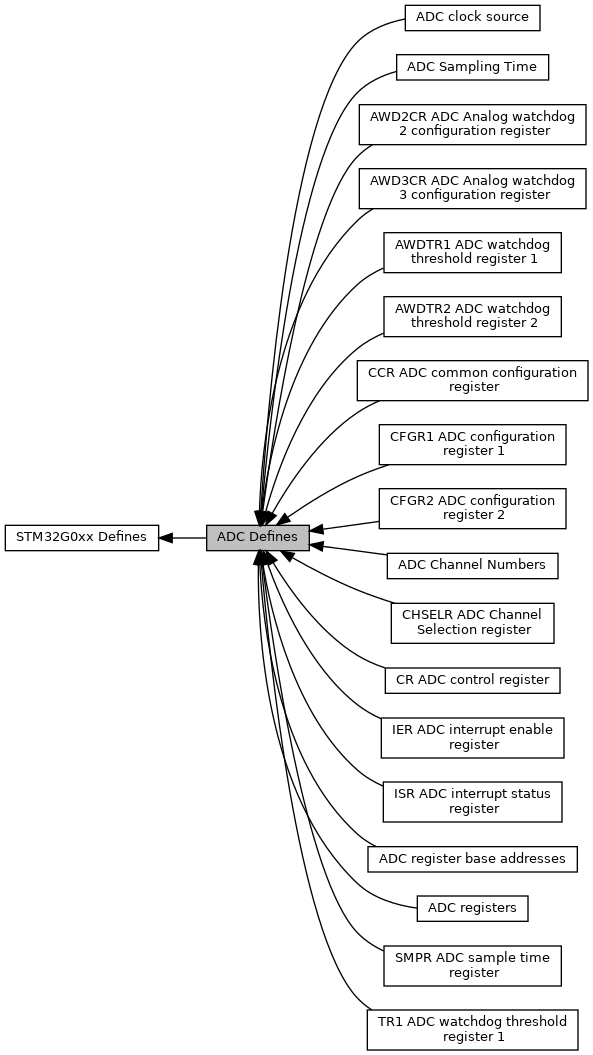 ADC clock source
ADC Sampling Time
AWD2CR ADC Analog watchdog
2 configuration register
AWD3CR ADC Analog watchdog
3 configuration register
AWDTR1 ADC watchdog
threshold register 1
AWDTR2 ADC watchdog
threshold register 2
CCR ADC common configuration
register
CFGR1 ADC configuration
register 1
CFGR2 ADC configuration
register 2
STM32G0xx Defines
ADC Defines
ADC Channel Numbers
CHSELR ADC Channel
Selection register
CR ADC control register
IER ADC interrupt enable
register
ISR ADC interrupt status
register
ADC register base addresses
ADC registers
SMPR ADC sample time
register
TR1 ADC watchdog threshold
register 1